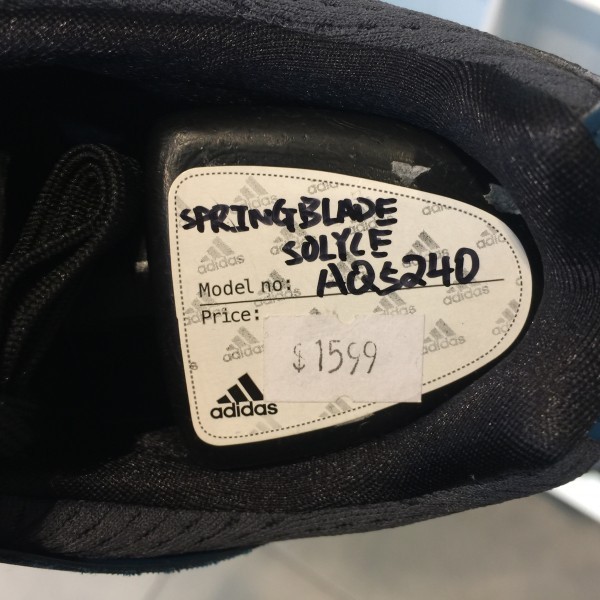 SPRINGBLADE
SOLYCE
Model no: AQ5240
Price:
$1599
adidas